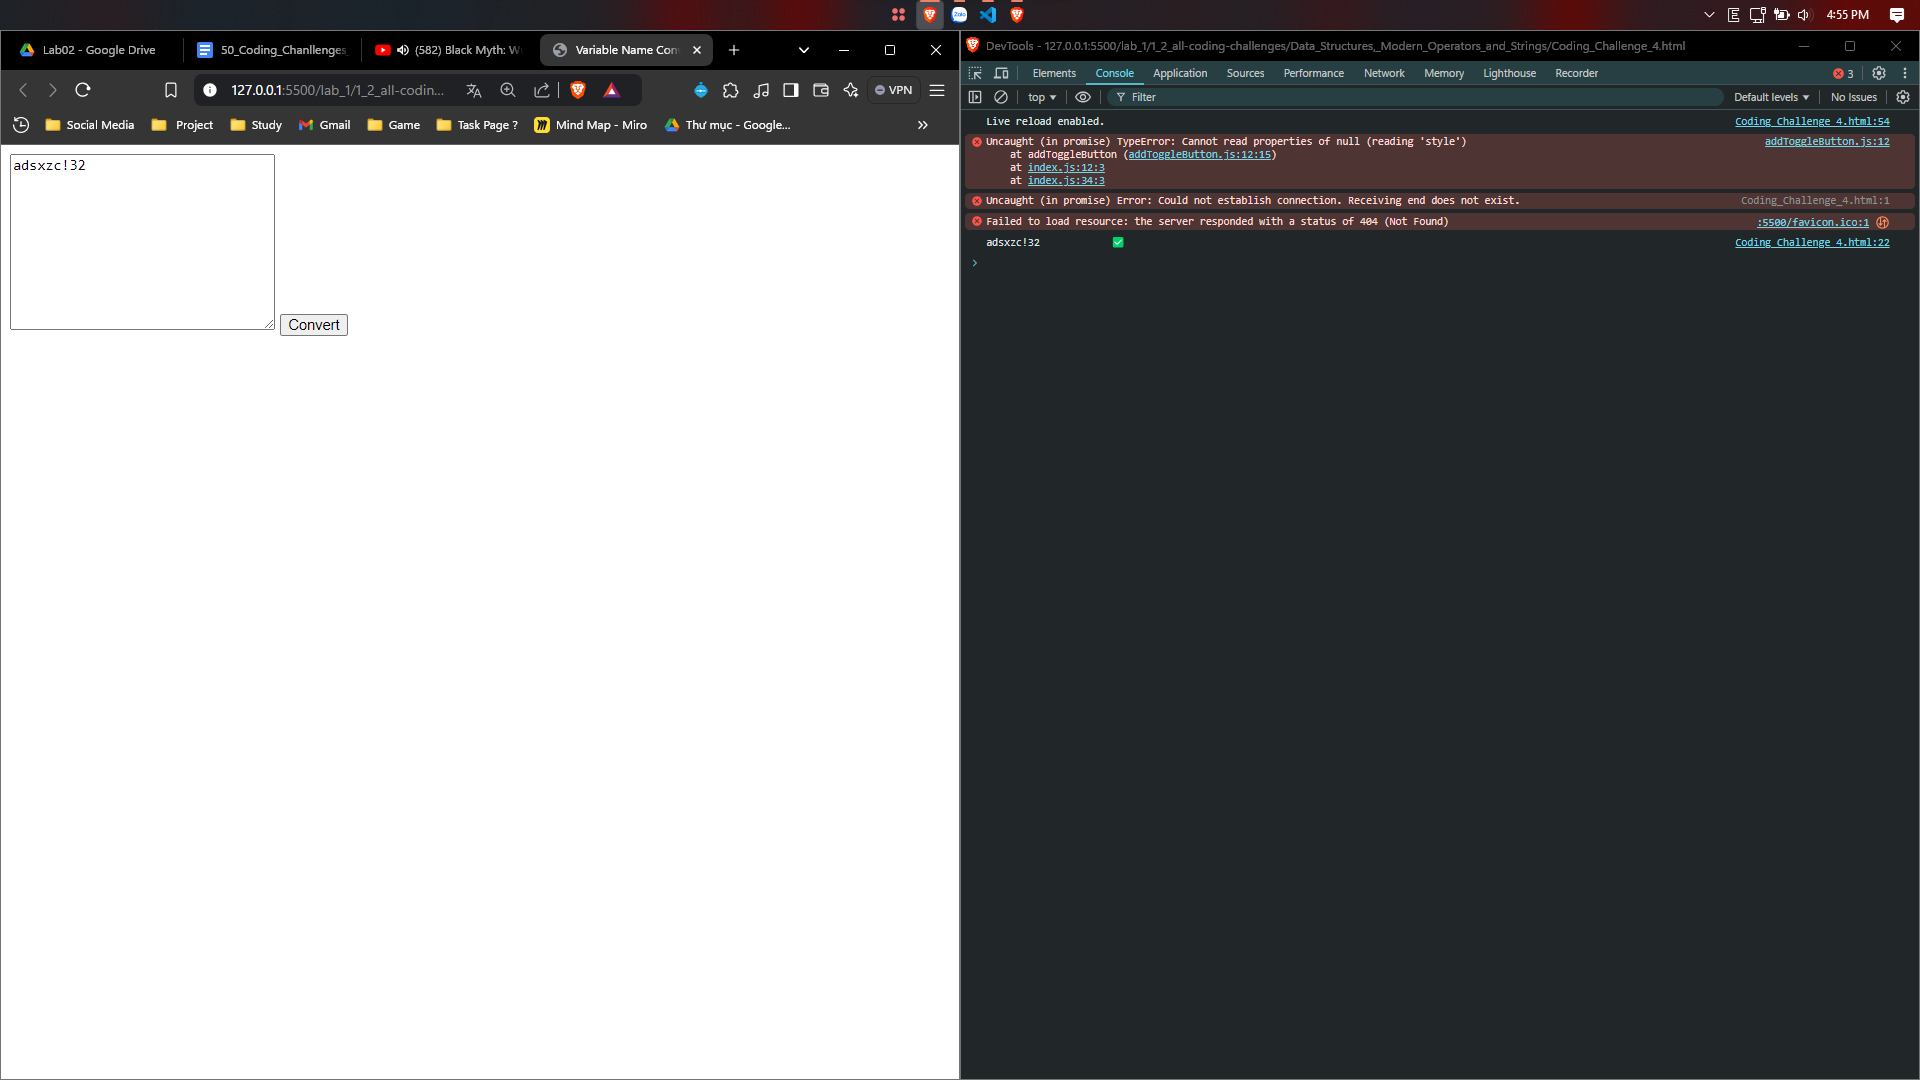 4:55 PM
Lab02 - Google Drive
50_Coding_Chanllenges
(582) Black Myth: W
Variable Name Con
127.0.0.1:5500/lab_1/1_2_all-coding...
VPN
Social Media
Project
Study
Gmail
Game
Task Page ?
Mind Map - Miro
Thư mục - Google...
adsxzc!32
Convert
DevTools - 127.0.0.1:5500/lab_1/1_2_all-coding-challenges/Data_Structures,_Modern_Operators_and_Strings/Coding_Challenge_4.html
Elements Console Application Sources Performance Network Memory Lighthouse Recorder 3
top Filter Default levels No Issues
Live reload enabled. Coding_Challenge_4.html:54
Uncaught (in promise) TypeError: Cannot read properties of null (reading 'style') addToggleButton.js:12
at addToggleButton (addToggleButton.js:12:15)
at index.js:12:3
at index.js:34:3
Uncaught (in promise) Error: Could not establish connection. Receiving end does not exist. Coding_Challenge_4.html:1
Failed to load resource: the server responded with a status of 404 (Not Found) :5500/favicon.ico:1
adsxzc!32 ✅ Coding_Challenge_4.html:22